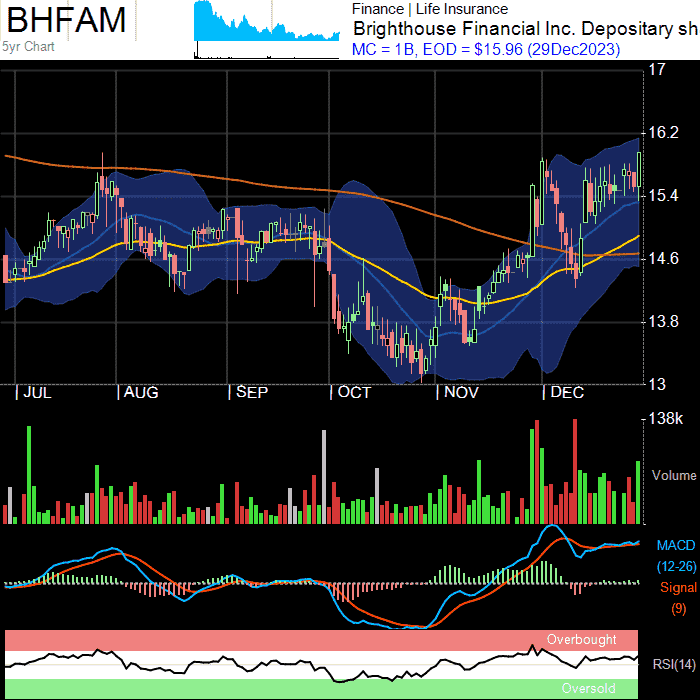 BHFAM
5yr Chart
Finance | Life Insurance
Brighthouse Financial Inc. Depositary sh
MC = 1B, EOD = $15.96 (29Dec2023)
17
16.2
15.4
14.6
13.8
13
| JUL | AUG | SEP | OCT | NOV | DEC
138k
Volume
MACD
(12-26)
Signal
(9)
Overbought
RSI(14)
Oversold